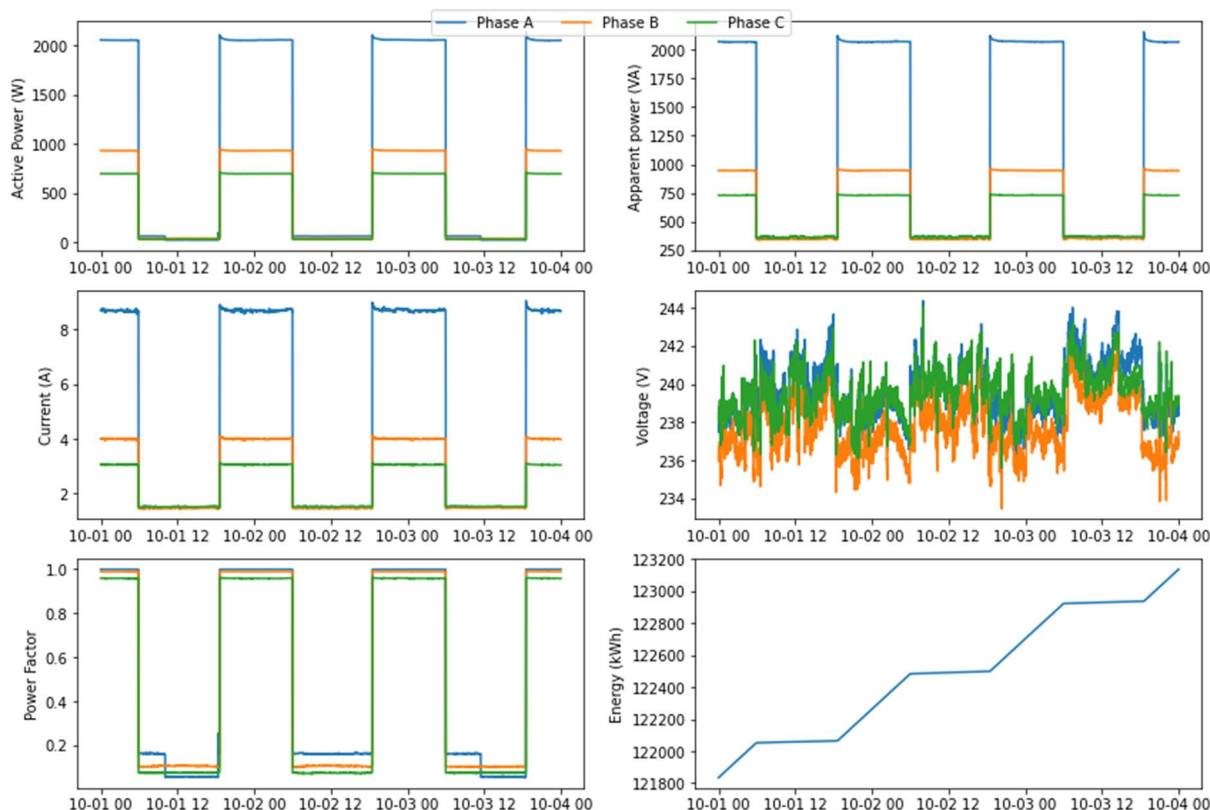 Phase A Phase B Phase C
Active Power (W)
2000
1500
1000
500
0
10-01 00 10-01 12 10-02 00 10-02 12 10-03 00 10-03 12 10-04 00
Apparent power (VA)
2000
1750
1500
1250
1000
750
500
250
10-01 00 10-01 12 10-02 00 10-02 12 10-03 00 10-03 12 10-04 00
Current (A)
8
6
4
2
10-01 00 10-01 12 10-02 00 10-02 12 10-03 00 10-03 12 10-04 00
Voltage (V)
244
242
240
238
236
234
10-01 00 10-01 12 10-02 00 10-02 12 10-03 00 10-03 12 10-04 00
Power Factor
1.0
0.8
0.6
0.4
0.2
10-01 00 10-01 12 10-02 00 10-02 12 10-03 00 10-03 12 10-04 00
Energy (kWh)
123200
123000
122800
122600
122400
122200
122000
121800
10-01 00 10-01 12 10-02 00 10-02 12 10-03 00 10-03 12 10-04 00